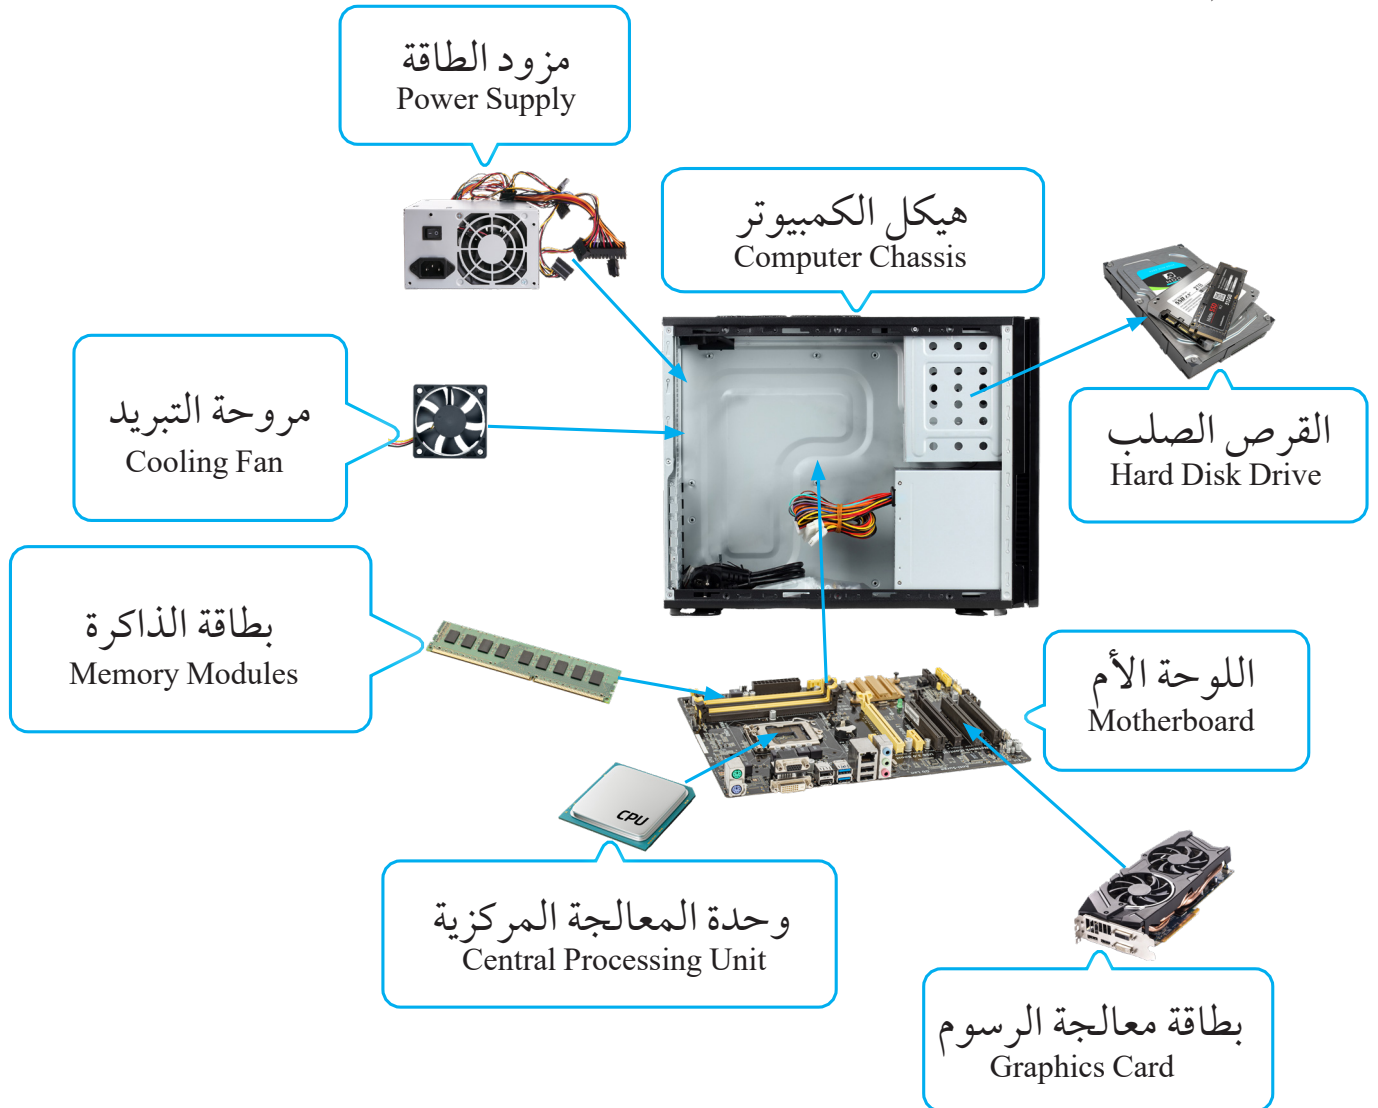 مزود الطاقة
Power Supply
هيكل الكمبيوتر
Computer Chassis
القرص الصلب
Hard Disk Drive
مروحة التبريد
Cooling Fan
بطاقة الذاكرة
Memory Modules
اللوحة الأم
Motherboard
CPU
وحدة المعالجة المركزية
Central Processing Unit
بطاقة معالجة الرسوم
Graphics Card